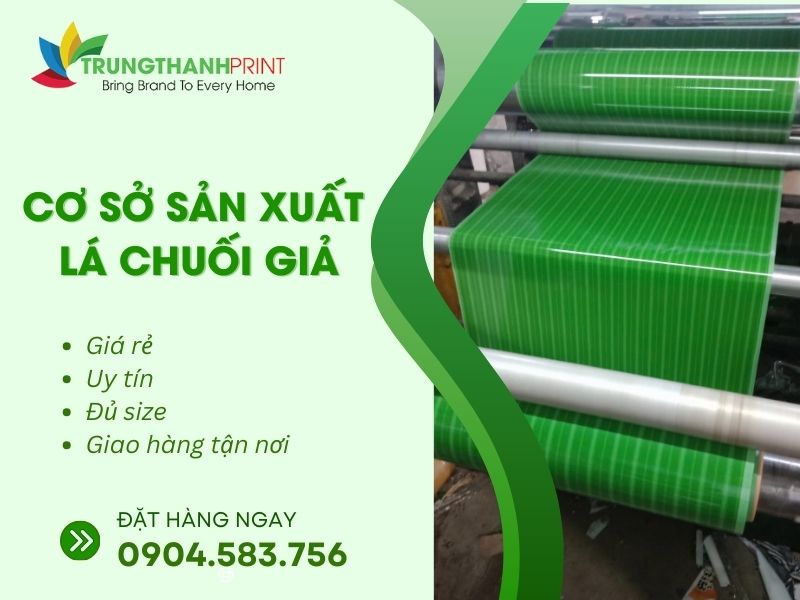 TRUNGTHANHPRINT
Bring Brand To Every Home
CƠ SỞ SẢN XUẤT
LÁ CHUỐI GIẢ
Giá rẻ
Uy tín
Đủ size
Giao hàng tận nơi
ĐẶT HÀNG NGAY
0904.583.756